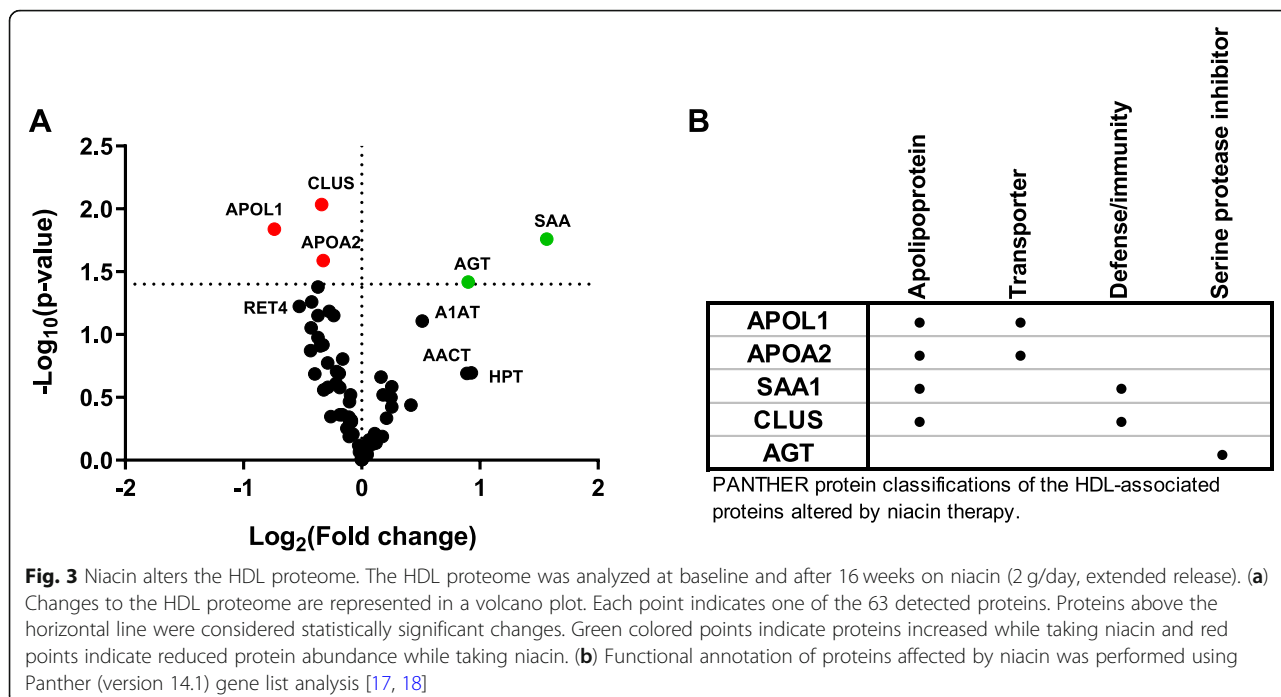 A
-Log10(p-value)
2.5
2.0
1.5
1.0
0.5
0.0
CLUS
APOL1
APOA2
SAA
AGT
RET4
A1AT
AACT
HPT
-2
-1
0
1
2
Log2(Fold change)
B
Apolipoprotein
Transporter
Defense/immunity
Serine protease inhibitor
APOL1 • •
APOA2 • •
SAA1 • •
CLUS • •
AGT •
PANTHER protein classifications of the HDL-associated
proteins altered by niacin therapy.
Fig. 3 Niacin alters the HDL proteome. The HDL proteome was analyzed at baseline and after 16 weeks on niacin (2 g/day, extended release). (a)
Changes to the HDL proteome are represented in a volcano plot. Each point indicates one of the 63 detected proteins. Proteins above the
horizontal line were considered statistically significant changes. Green colored points indicate proteins increased while taking niacin and red
points indicate reduced protein abundance while taking niacin. (b) Functional annotation of proteins affected by niacin was performed using
Panther (version 14.1) gene list analysis [17, 18]